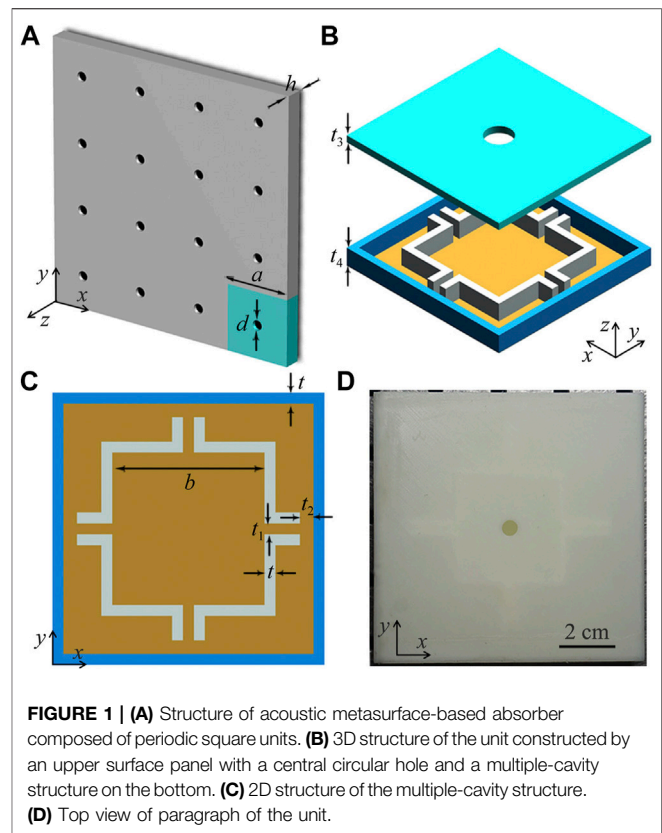 A
h
a
d
y
x
z
B
t3
t4
z
x
y
C
t
b
t2
t1
t
y
x
D
y
x
2 cm
FIGURE 1 | (A) Structure of acoustic metasurface-based absorber
composed of periodic square units. (B) 3D structure of the unit constructed by
an upper surface panel with a central circular hole and a multiple-cavity
structure on the bottom. (C) 2D structure of the multiple-cavity structure.
(D) Top view of paragraph of the unit.